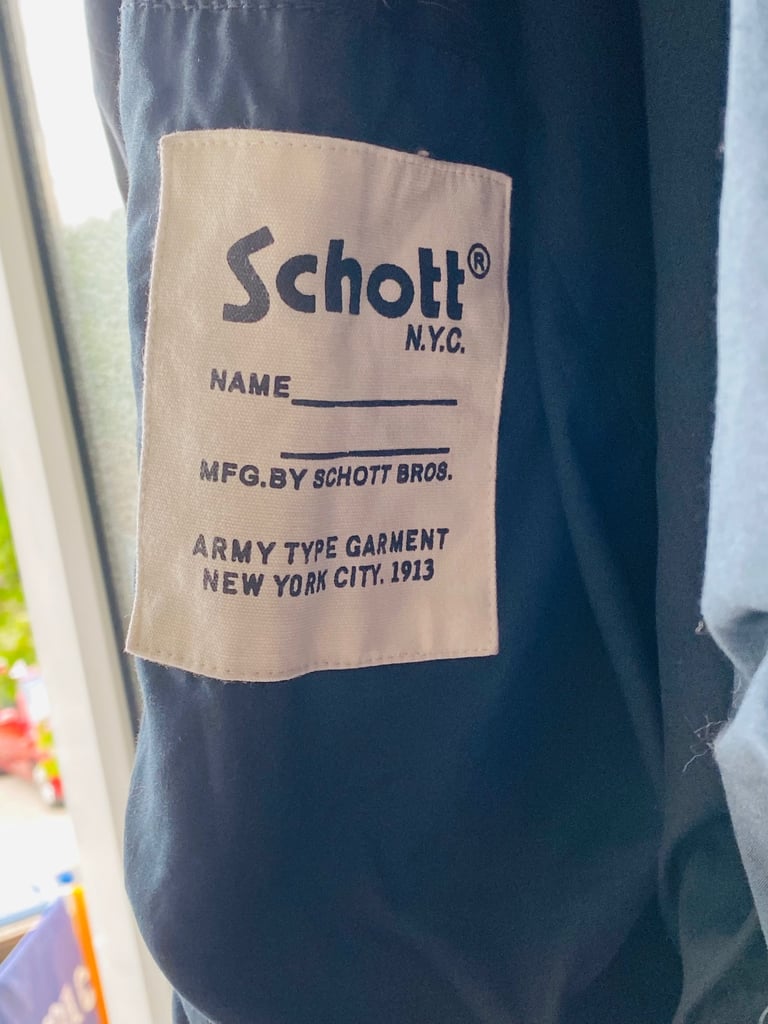 Schott®
N.Y.C.
NAME
MFG.BY SCHOTT BROS.
ARMY TYPE GARMENT
NEW YORK CITY. 1913